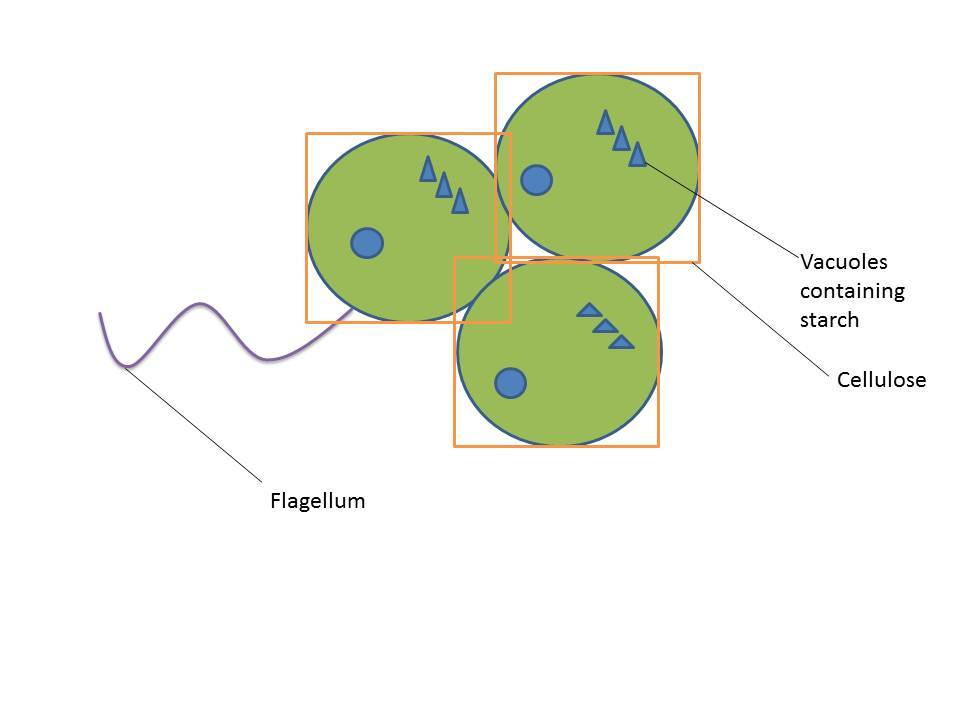 Vacuoles
containing
starch
Cellulose
Flagellum